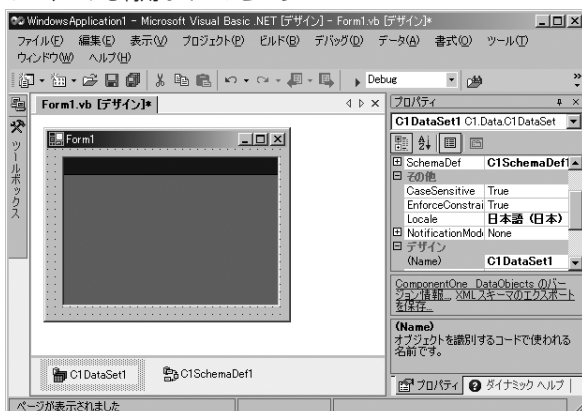 WindowsApplication1 - Microsoft Visual Basic .NET [デザイン] - Form1.vb [デザイン]*
ファイル(F) 編集(E) 表示(V) プロジェクト(P) ビルド(B) デバッグ(D) データ(A) 書式(O) ツール(T)
ウィンドウ(W) ヘルプ(H)
Debug
Form1.vb [デザイン]*
ツールボックス
Form1
C1DataSet1
C1SchemaDef1
プロパティ
C1DataSet1 C1.Data.C1DataSet
SchemaDef C1SchemaDef1
その他
CaseSensitive True
EnforceConstrai True
Locale 日本語 (日本)
NotificationMod None
デザイン
(Name) C1DataSet1
ComponentOne DataObjects のバー
ジョン情報... XMLスキーマのエクスポート
を保存...
(Name)
オブジェクトを識別するコードで使われる
名前です。
プロパティ ダイナミック ヘルプ
ページが表示されました